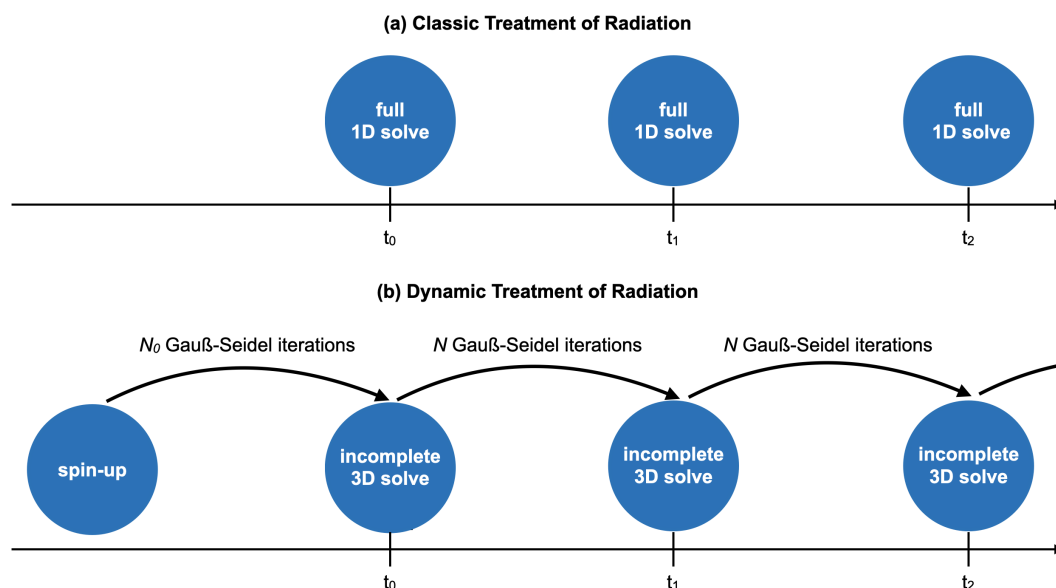 (a) Classic Treatment of Radiation
full
1D solve
full
1D solve
full
1D solve
t₀
t₁
t₂
(b) Dynamic Treatment of Radiation
N₀ Gauß-Seidel iterations
N Gauß-Seidel iterations
N Gauß-Seidel iterations
spin-up
incomplete
3D solve
incomplete
3D solve
incomplete
3D solve
t₀
t₁
t₂